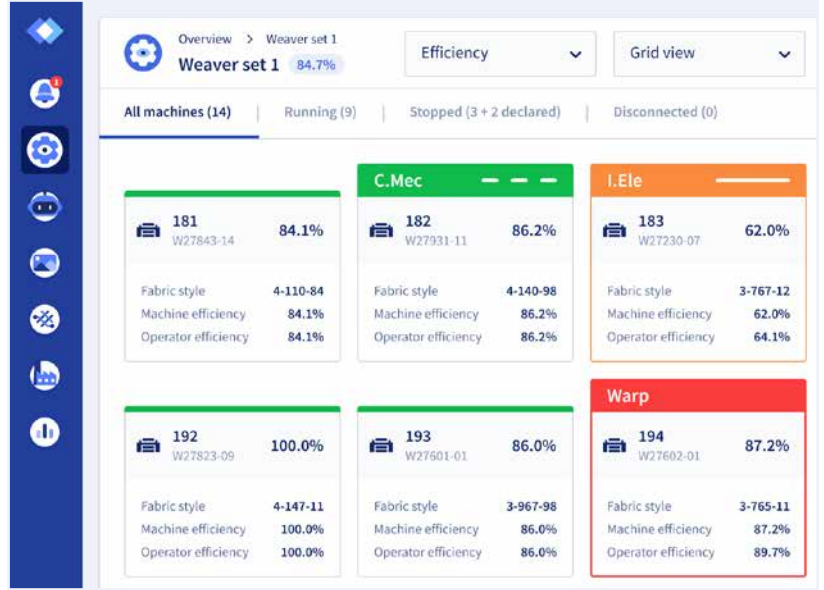 1
Overview > Weaver set 1
Weaver set 1 84.7%
Efficiency
Grid view
All machines (14) | Running (9) | Stopped (3 + 2 declared) | Disconnected (0)
181
W27843-14
84.1%
Fabric style 4-110-84
Machine efficiency 84.1%
Operator efficiency 84.1%
C.Mec
182
W27931-11
86.2%
Fabric style 4-140-98
Machine efficiency 86.2%
Operator efficiency 86.2%
I.Ele
183
W27230-07
62.0%
Fabric style 3-767-12
Machine efficiency 62.0%
Operator efficiency 64.1%
192
W27823-09
100.0%
Fabric style 4-147-11
Machine efficiency 100.0%
Operator efficiency 100.0%
193
W27601-01
86.0%
Fabric style 3-967-98
Machine efficiency 86.0%
Operator efficiency 86.0%
Warp
194
W27602-01
87.2%
Fabric style 3-765-11
Machine efficiency 87.2%
Operator efficiency 89.7%